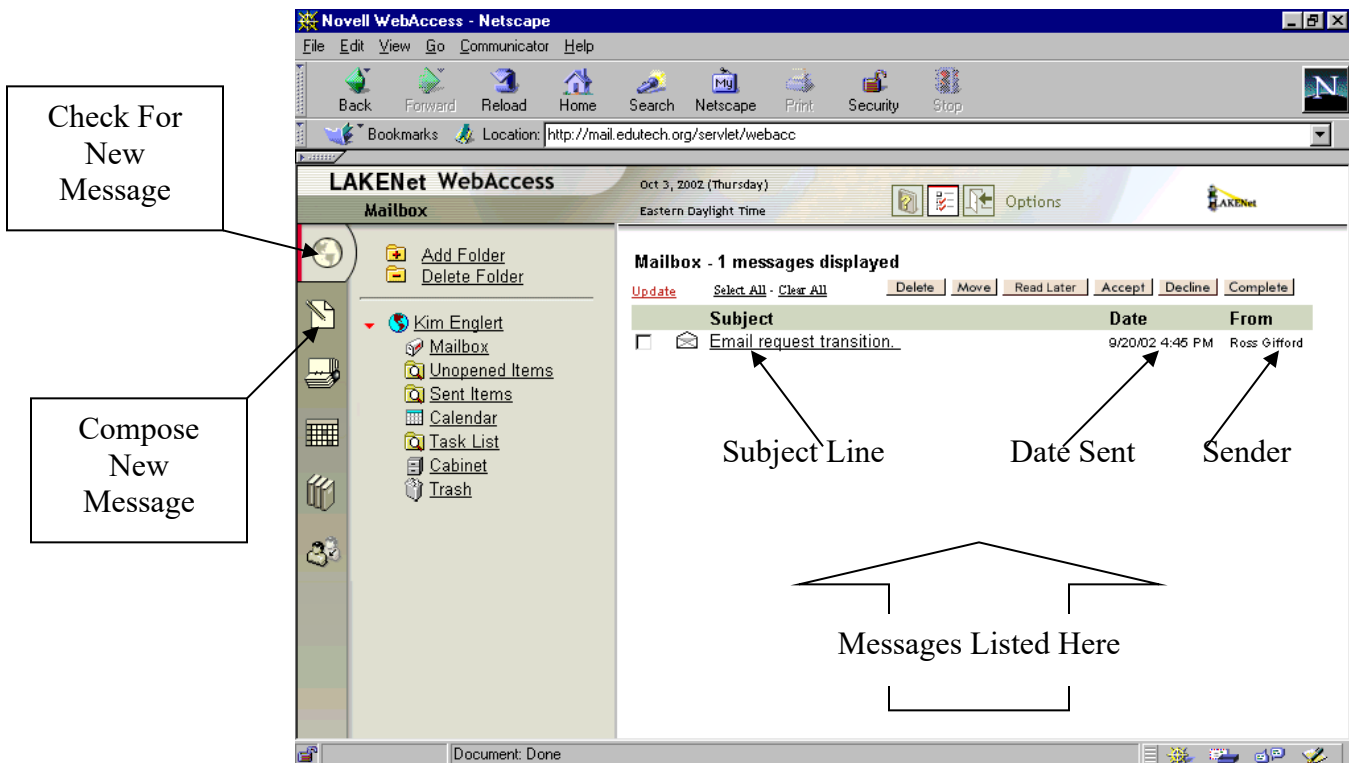 Novell WebAccess - Netscape
File Edit View Go Communicator Help
Back Forward Reload Home Search Netscape Print Security Stop
My
N
Bookmarks Location: http://mail.edutech.org/servlet/webacc
Check For
New
Message
LAKENet WebAccess
Mailbox
Oct 3, 2002 (Thursday)
Eastern Daylight Time
Options
LAKENet
Add Folder
Delete Folder
Kim Englert
Mailbox
Unopened Items
Sent Items
Calendar
Task List
Cabinet
Trash
Compose
New
Message
Mailbox - 1 messages displayed
Update Select All - Clear All Delete Move Read Later Accept Decline Complete
Subject Date From
Email request transition. 9/20/02 4:45 PM Ross Gifford
Subject Line Date Sent Sender
Messages Listed Here
Document: Done